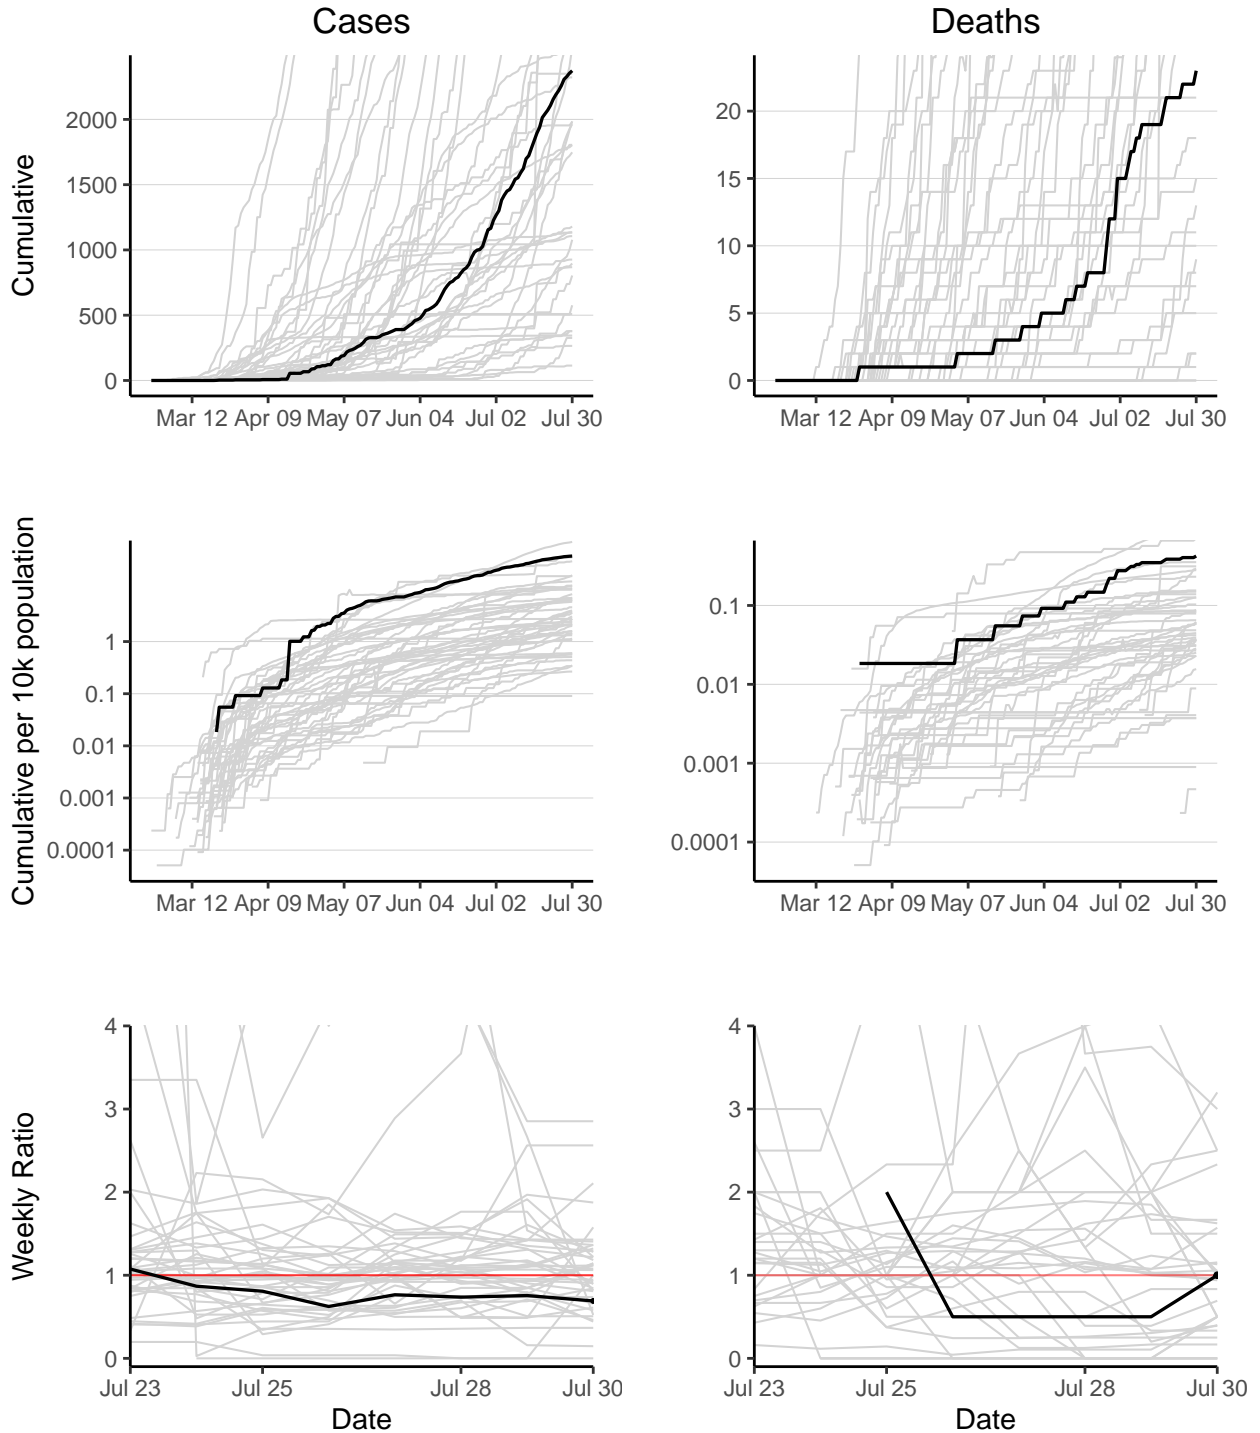 Cases
Deaths
Cumulative
2000
1500
1000
500
0
Mar 12 Apr 09 May 07 Jun 04 Jul 02 Jul 30
20
15
10
5
0
Mar 12 Apr 09 May 07 Jun 04 Jul 02 Jul 30
Cumulative per 10k population
1
0.1
0.01
0.001
0.0001
Mar 12 Apr 09 May 07 Jun 04 Jul 02 Jul 30
0.1
0.01
0.001
0.0001
Mar 12 Apr 09 May 07 Jun 04 Jul 02 Jul 30
Weekly Ratio
4
3
2
1
0
Jul 23 Jul 25 Jul 28 Jul 30
Date
4
3
2
1
0
Jul 23 Jul 25 Jul 28 Jul 30
Date